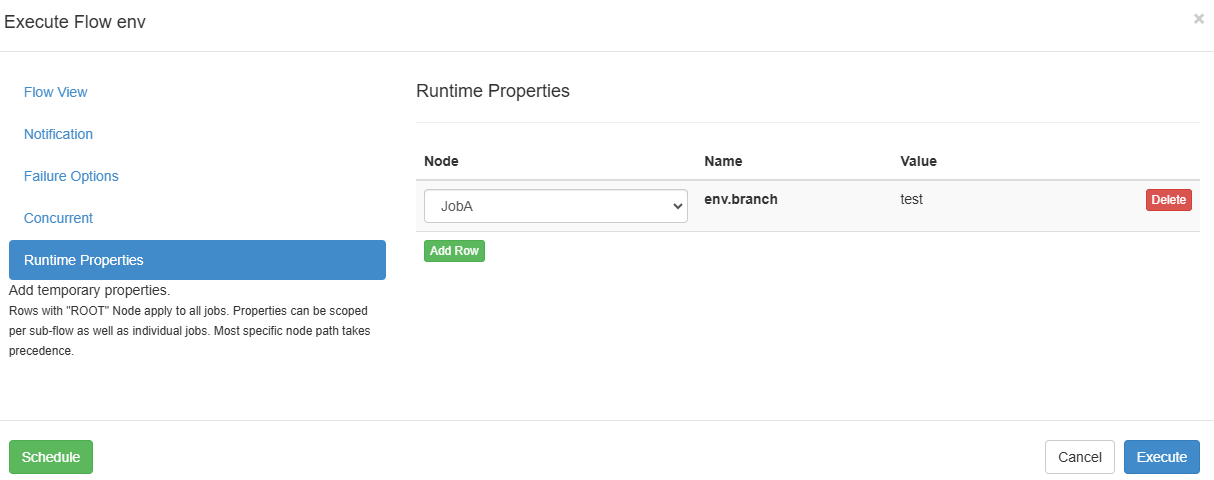 Execute Flow env
×
Flow View
Notification
Failure Options
Concurrent
Runtime Properties
Add temporary properties.
Rows with "ROOT" Node apply to all jobs. Properties can be scoped
per sub-flow as well as individual jobs. Most specific node path takes
precedence.
Runtime Properties
Node Name Value
JobA env.branch test Delete
Add Row
Schedule Cancel Execute